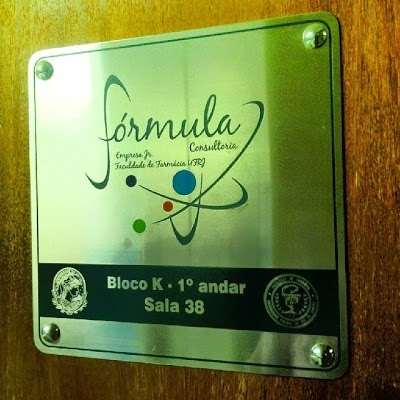 fórmula
Consultoria
Empresa Jr.
Faculdade de Farmácia UFRJ
Bloco K · 1º andar
Sala 38